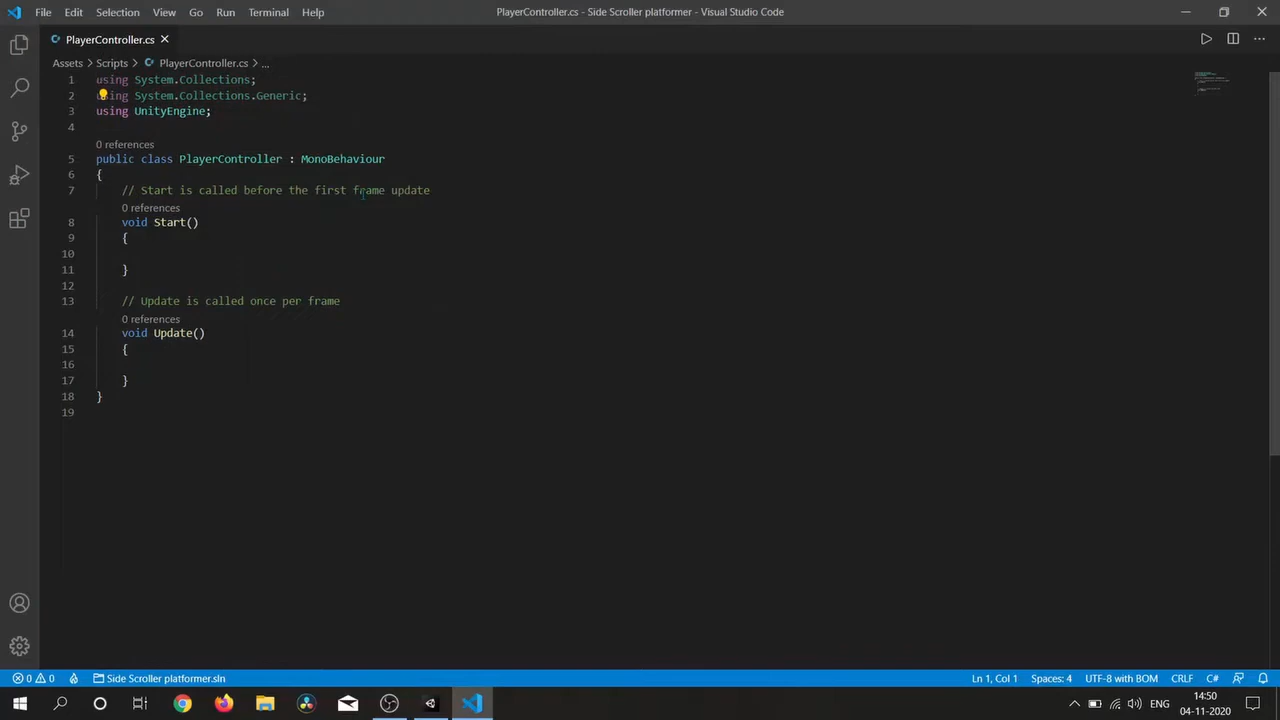 File Edit Selection View Go Run Terminal Help PlayerController.cs - Side Scroller platformer - Visual Studio Code
PlayerController.cs
Assets > Scripts > PlayerController.cs > ...
1 using System.Collections;
2 using System.Collections.Generic;
3 using UnityEngine;
4
0 references
5 public class PlayerController : MonoBehaviour
6 {
7 // Start is called before the first frame update
0 references
8 void Start()
9 {
10
11 }
12
13 // Update is called once per frame
0 references
14 void Update()
15 {
16
17 }
18 }
19
0 0 Side Scroller platformer.sln Ln 1, Col 1 Spaces: 4 UTF-8 with BOM CRLF C#
ENG 14:50
04-11-2020